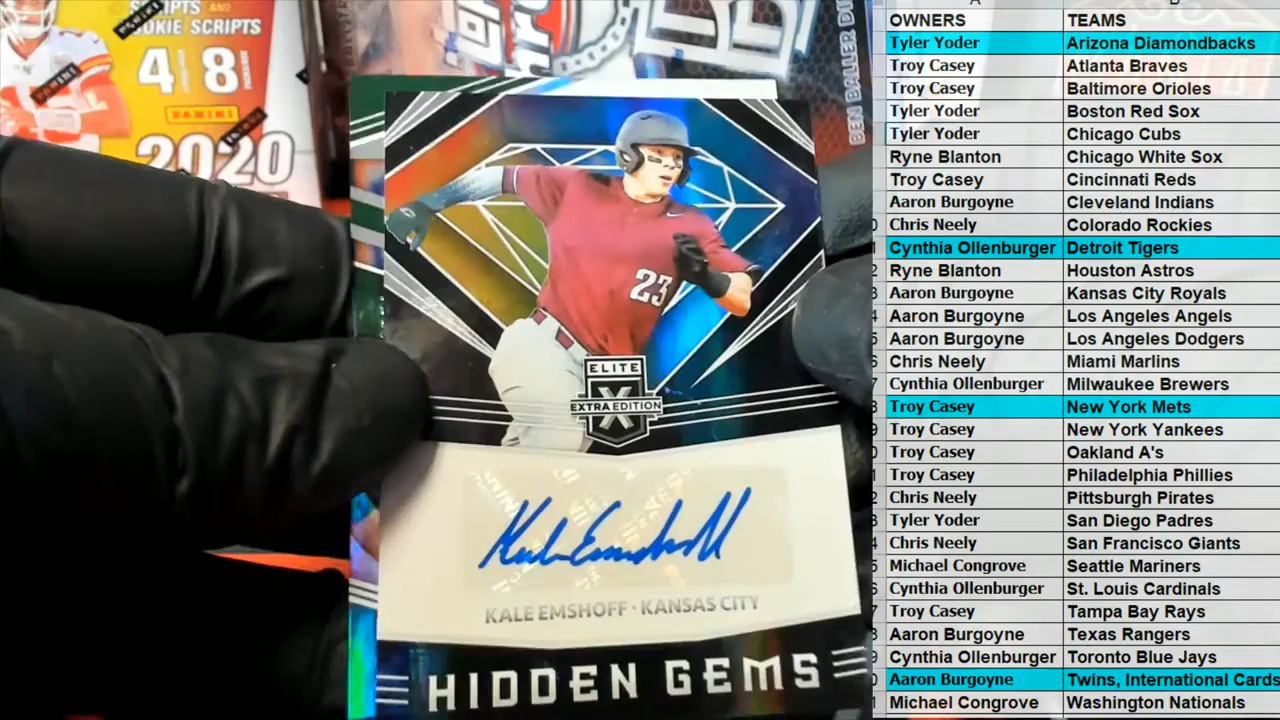 SCRIPTS AND
ROOKIE SCRIPTS
4 8
PANINI
2020
PANINI
BEN BALLER
23
ELITE
X
EXTRA EDITION
Kale Emshoff
KALE EMSHOFF · KANSAS CITY
HIDDEN GEMS
OWNERS TEAMS
Tyler Yoder Arizona Diamondbacks
Troy Casey Atlanta Braves
Troy Casey Baltimore Orioles
Tyler Yoder Boston Red Sox
Tyler Yoder Chicago Cubs
Ryne Blanton Chicago White Sox
Troy Casey Cincinnati Reds
Aaron Burgoyne Cleveland Indians
Chris Neely Colorado Rockies
Cynthia Ollenburger Detroit Tigers
Ryne Blanton Houston Astros
Aaron Burgoyne Kansas City Royals
Aaron Burgoyne Los Angeles Angels
Aaron Burgoyne Los Angeles Dodgers
Chris Neely Miami Marlins
Cynthia Ollenburger Milwaukee Brewers
Troy Casey New York Mets
Troy Casey New York Yankees
Troy Casey Oakland A's
Troy Casey Philadelphia Phillies
Chris Neely Pittsburgh Pirates
Tyler Yoder San Diego Padres
Chris Neely San Francisco Giants
Michael Congrove Seattle Mariners
Cynthia Ollenburger St. Louis Cardinals
Troy Casey Tampa Bay Rays
Aaron Burgoyne Texas Rangers
Cynthia Ollenburger Toronto Blue Jays
Aaron Burgoyne Twins, International Cards
Michael Congrove Washington Nationals